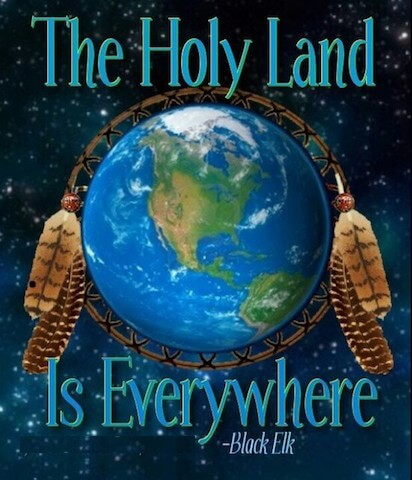 The Holy Land
Is Everywhere
-Black Elk